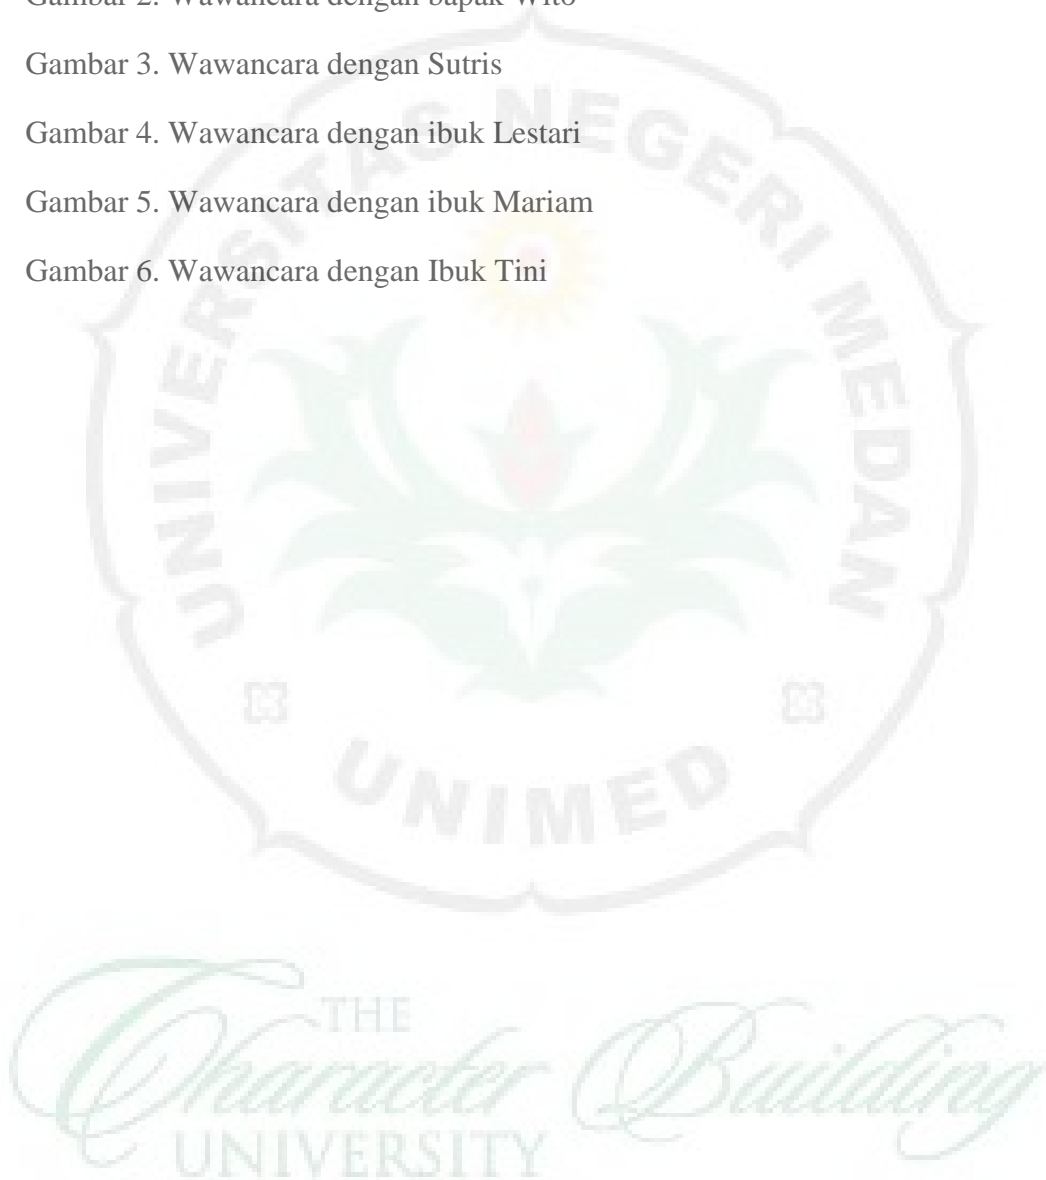 Gambar 2. Wawancara dengan bapak Wito
Gambar 3. Wawancara dengan Sutris
Gambar 4. Wawancara dengan ibuk Lestari
Gambar 5. Wawancara dengan ibuk Mariam
Gambar 6. Wawancara dengan Ibuk Tini
UNIVERSITAS NEGERI MEDAN
UNIMED
THE
Character Building
UNIVERSITY